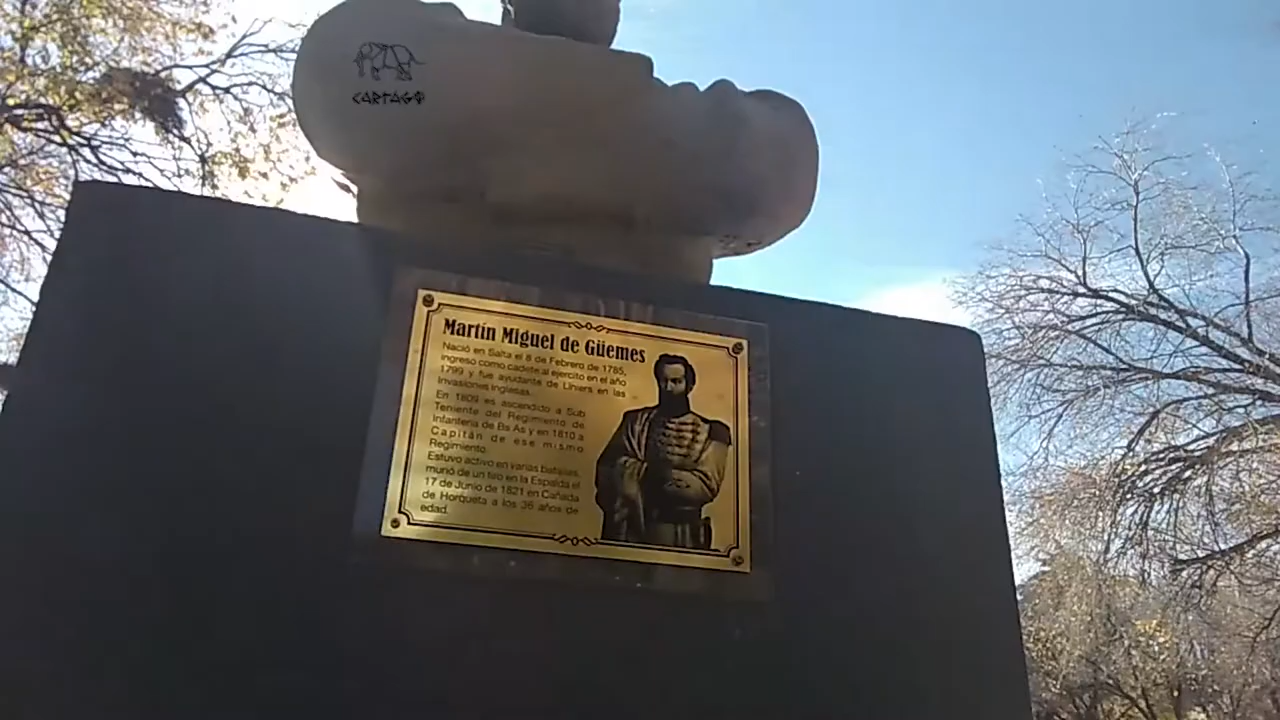 CARTAGO
Martín Miguel de Güemes
Nació en Salta el 8 de Febrero de 1785,
ingreso como cadete al ejercito en el año
1799 y fue ayudante de Liniers en las
Invasiones Inglesas.
En 1809 es ascendido a Sub
Teniente del Regimiento de
Infantería de Bs As y en 1810 a
Capitán de ese mismo
Regimiento.
Estuvo activo en varias batallas,
murió de un tiro en la Espalda el
17 de Junio de 1821 en Cañada
de Horqueta a los 36 años de
edad.